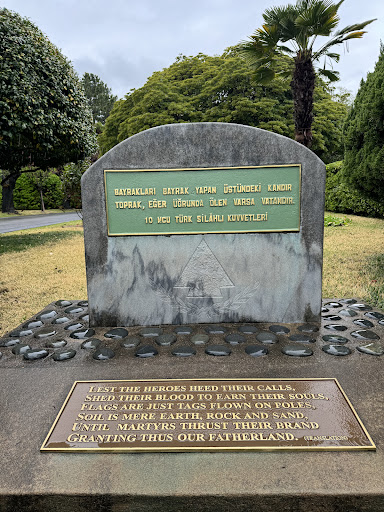 BAYRAKLARI BAYRAK YAPAN ÜSTÜNDEKİ KANDIR
TOPRAK, EĞER UĞRUNDA ÖLEN VARSA VATANDIR.
10 NCU TÜRK SİLÂHLI KUVVETLERİ
LEST THE HEROES HEED THEIR CALLS,
SHED THEIR BLOOD TO EARN THEIR SOULS,
FLAGS ARE JUST TAGS FLOWN ON POLES,
SOIL IS MERE EARTH, ROCK AND SAND,
UNTIL MARTYRS THRUST THEIR BRAND
GRANTING THUS OUR FATHERLAND. (TRANSLATION)